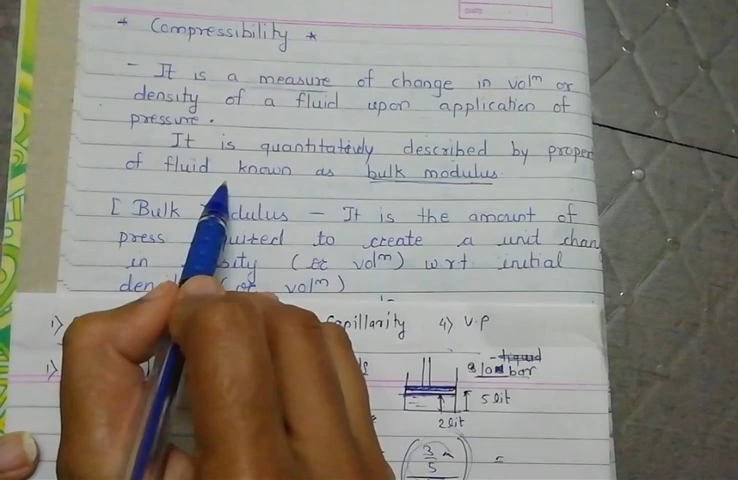 * Compressibility *
- It is a measure of change in volm or
density of a fluid upon application of
pressure.
It is quantitatively described by proper
of fluid known as bulk modulus.
[ Bulk dulus - It is the amount of
press uired to create a unit chan
in sity (or volm) w.r.t initial
den (or volm)
1) Capillarity 4) V.P
1)
bar
5 lit
2 lit
3/5 =